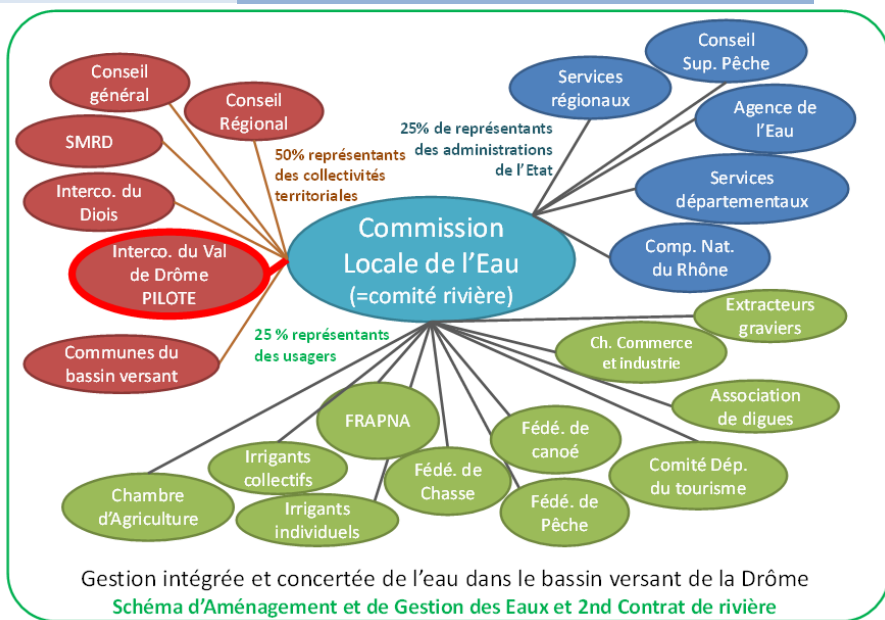 Conseil
général
Conseil
Régional
SMRD
Interco. du
Diois
Interco. du Val
de Drôme
PILOTE
Communes du
bassin versant
50% représentants
des collectivités
territoriales
25% de représentants
des administrations
de l'Etat
Services
régionaux
Conseil
Sup. Pêche
Agence de
l'Eau
Services
départementaux
Comp. Nat.
du Rhône
Commission
Locale de l'Eau
(=comité rivière)
25 % représentants
des usagers
Extracteurs
graviers
Ch. Commerce
et industrie
Association
de digues
Comité Dép.
du tourisme
Fédé. de
canoé
Fédé. de
Pêche
Fédé. de
Chasse
FRAPNA
Irrigants
collectifs
Irrigants
individuels
Chambre
d'Agriculture
Gestion intégrée et concertée de l'eau dans le bassin versant de la Drôme
Schéma d'Aménagement et de Gestion des Eaux et 2nd Contrat de rivière